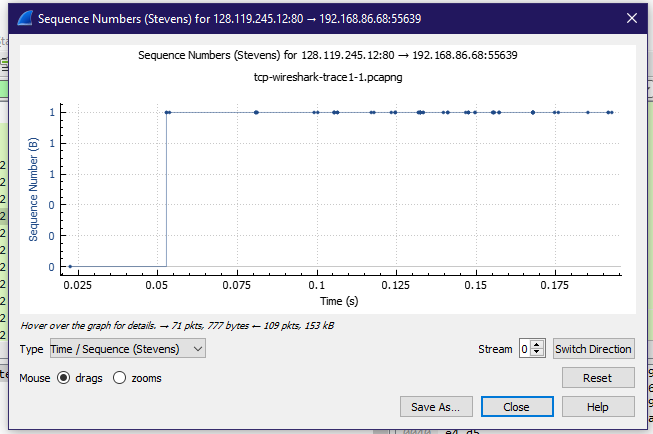 Sequence Numbers (Stevens) for 128.119.245.12:80 → 192.168.86.68:55639
Sequence Numbers (Stevens) for 128.119.245.12:80 → 192.168.86.68:55639
tcp-wireshark-trace1-1.pcapng
Sequence Number (B)
1
1
1
0
0
0
0.025 0.05 0.075 0.1 0.125 0.15 0.175
Time (s)
Hover over the graph for details. → 71 pkts, 777 bytes ← 109 pkts, 153 kB
Type Time / Sequence (Stevens) Stream 0 Switch Direction
Mouse drags zooms Reset
Save As... Close Help